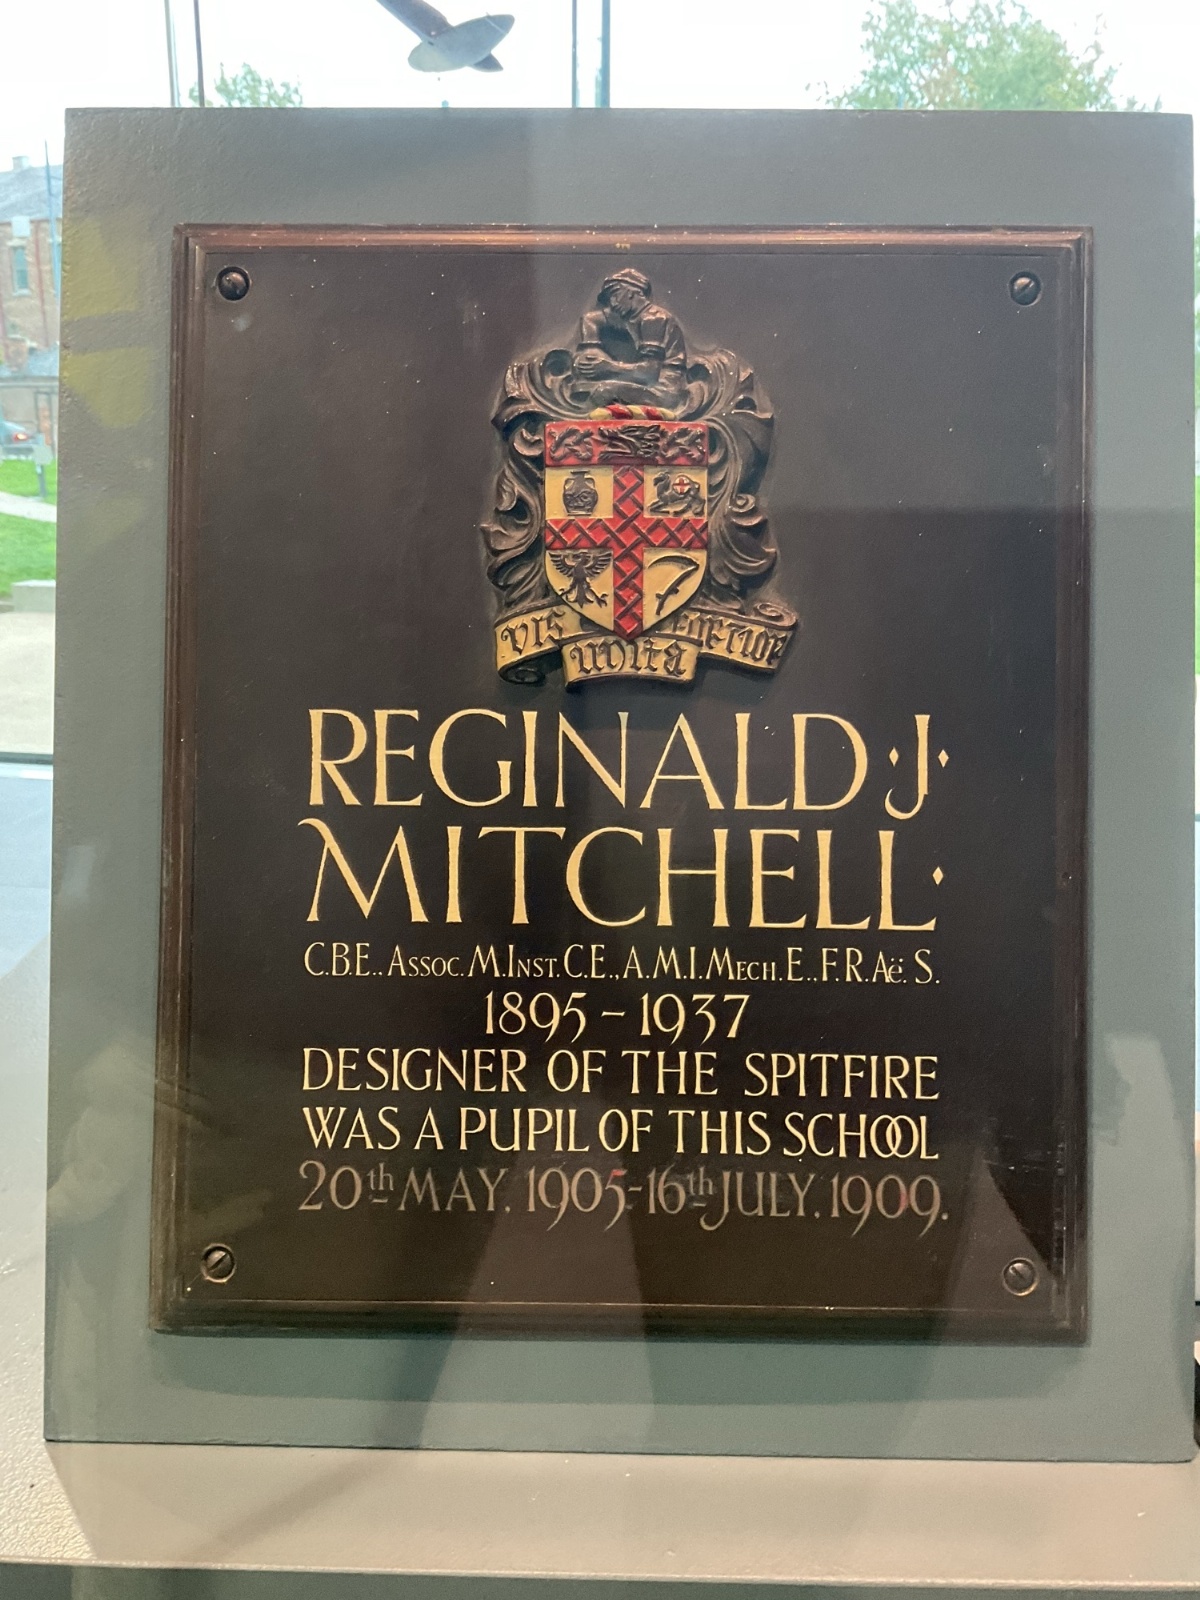 VIS UNITA FORTIOR
REGINALD·J·
MITCHELL·
C.B.E., ASSOC. M.INST. C.E., A.M.I.MECH.E., F.R.Aë.S.
1895 – 1937
DESIGNER OF THE SPITFIRE
WAS A PUPIL OF THIS SCHOOL
20th MAY. 1905-16th JULY. 1909.